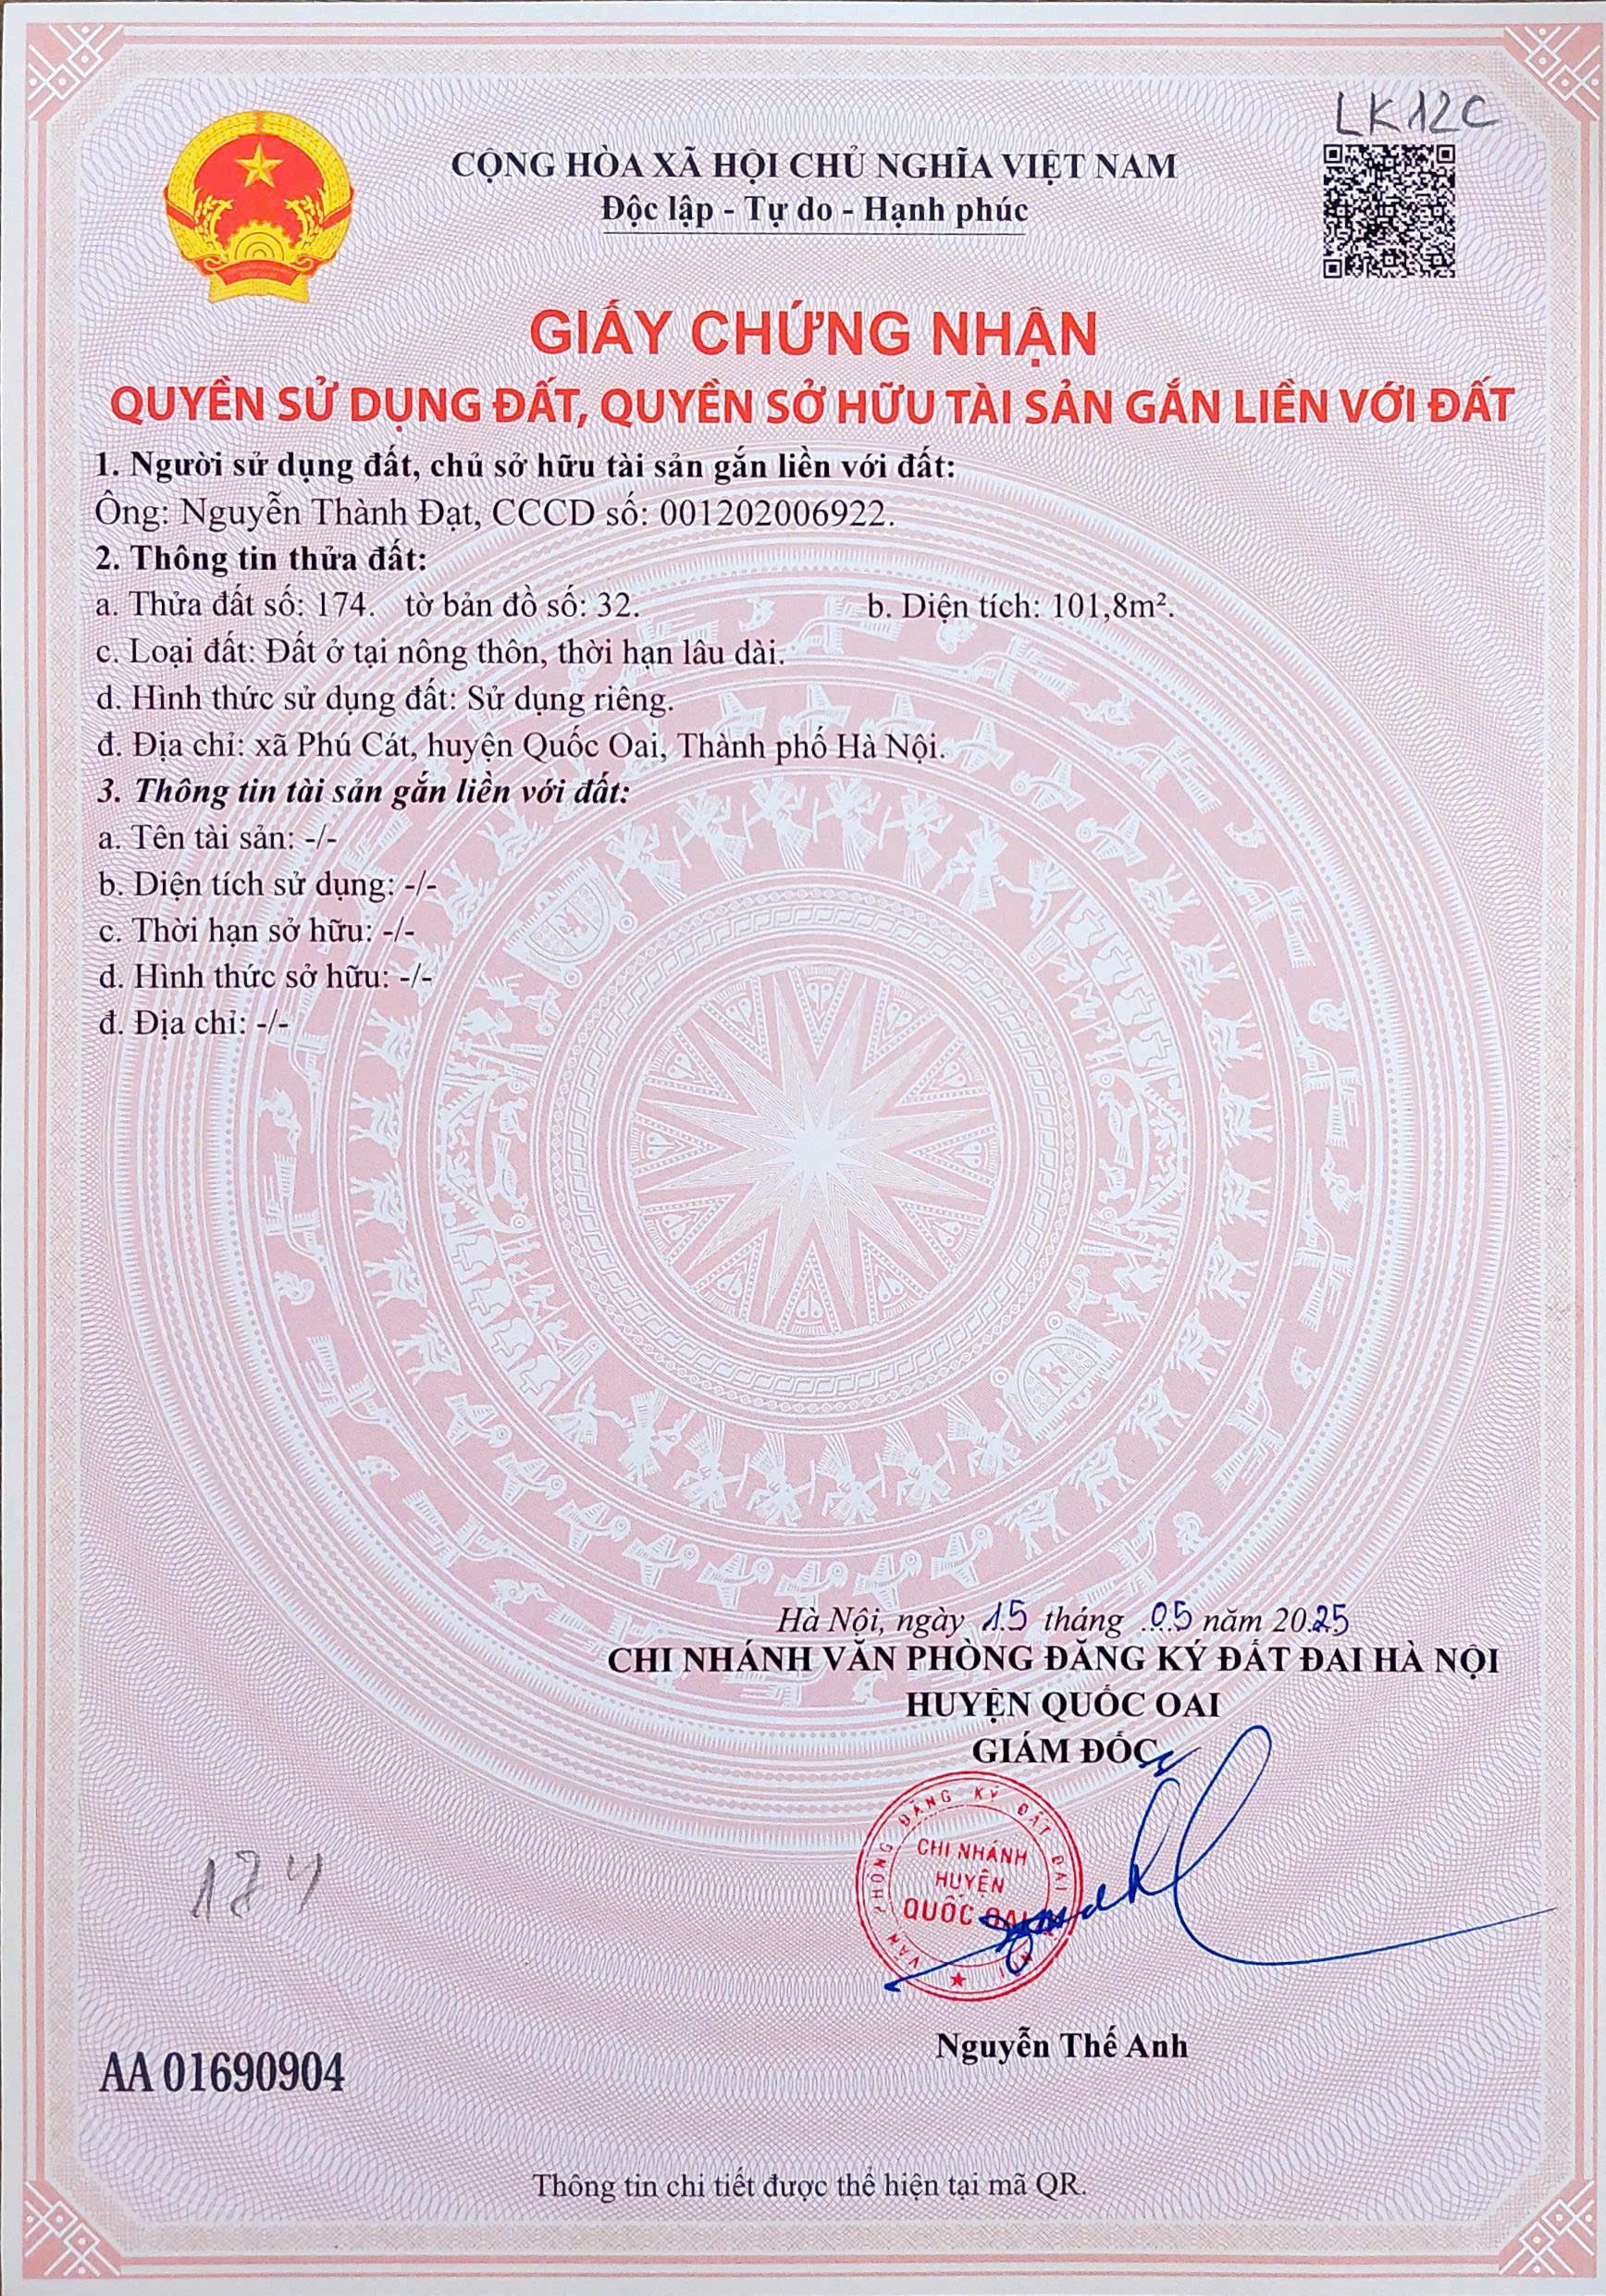 LK12C
CỘNG HÒA XÃ HỘI CHỦ NGHĨA VIỆT NAM
Độc lập - Tự do - Hạnh phúc
GIẤY CHỨNG NHẬN
QUYỀN SỬ DỤNG ĐẤT, QUYỀN SỞ HỮU TÀI SẢN GẮN LIỀN VỚI ĐẤT
1. Người sử dụng đất, chủ sở hữu tài sản gắn liền với đất:
Ông: Nguyễn Thành Đạt, CCCD số: 001202006922.
2. Thông tin thửa đất:
a. Thửa đất số: 174. tờ bản đồ số: 32. b. Diện tích: 101,8m².
c. Loại đất: Đất ở tại nông thôn, thời hạn lâu dài.
d. Hình thức sử dụng đất: Sử dụng riêng.
đ. Địa chỉ: xã Phú Cát, huyện Quốc Oai, Thành phố Hà Nội.
3. Thông tin tài sản gắn liền với đất:
a. Tên tài sản: -/-
b. Diện tích sử dụng: -/-
c. Thời hạn sở hữu: -/-
d. Hình thức sở hữu: -/-
đ. Địa chỉ: -/-
Hà Nội, ngày 15 tháng 05 năm 2025
CHI NHÁNH VĂN PHÒNG ĐĂNG KÝ ĐẤT ĐAI HÀ NỘI
HUYỆN QUỐC OAI
GIÁM ĐỐC
VĂN PHÒNG ĐĂNG KÝ ĐẤT ĐAI
CHI NHÁNH
HUYỆN
QUỐC OAI
174
Nguyễn Thế Anh
AA 01690904
Thông tin chi tiết được thể hiện tại mã QR.